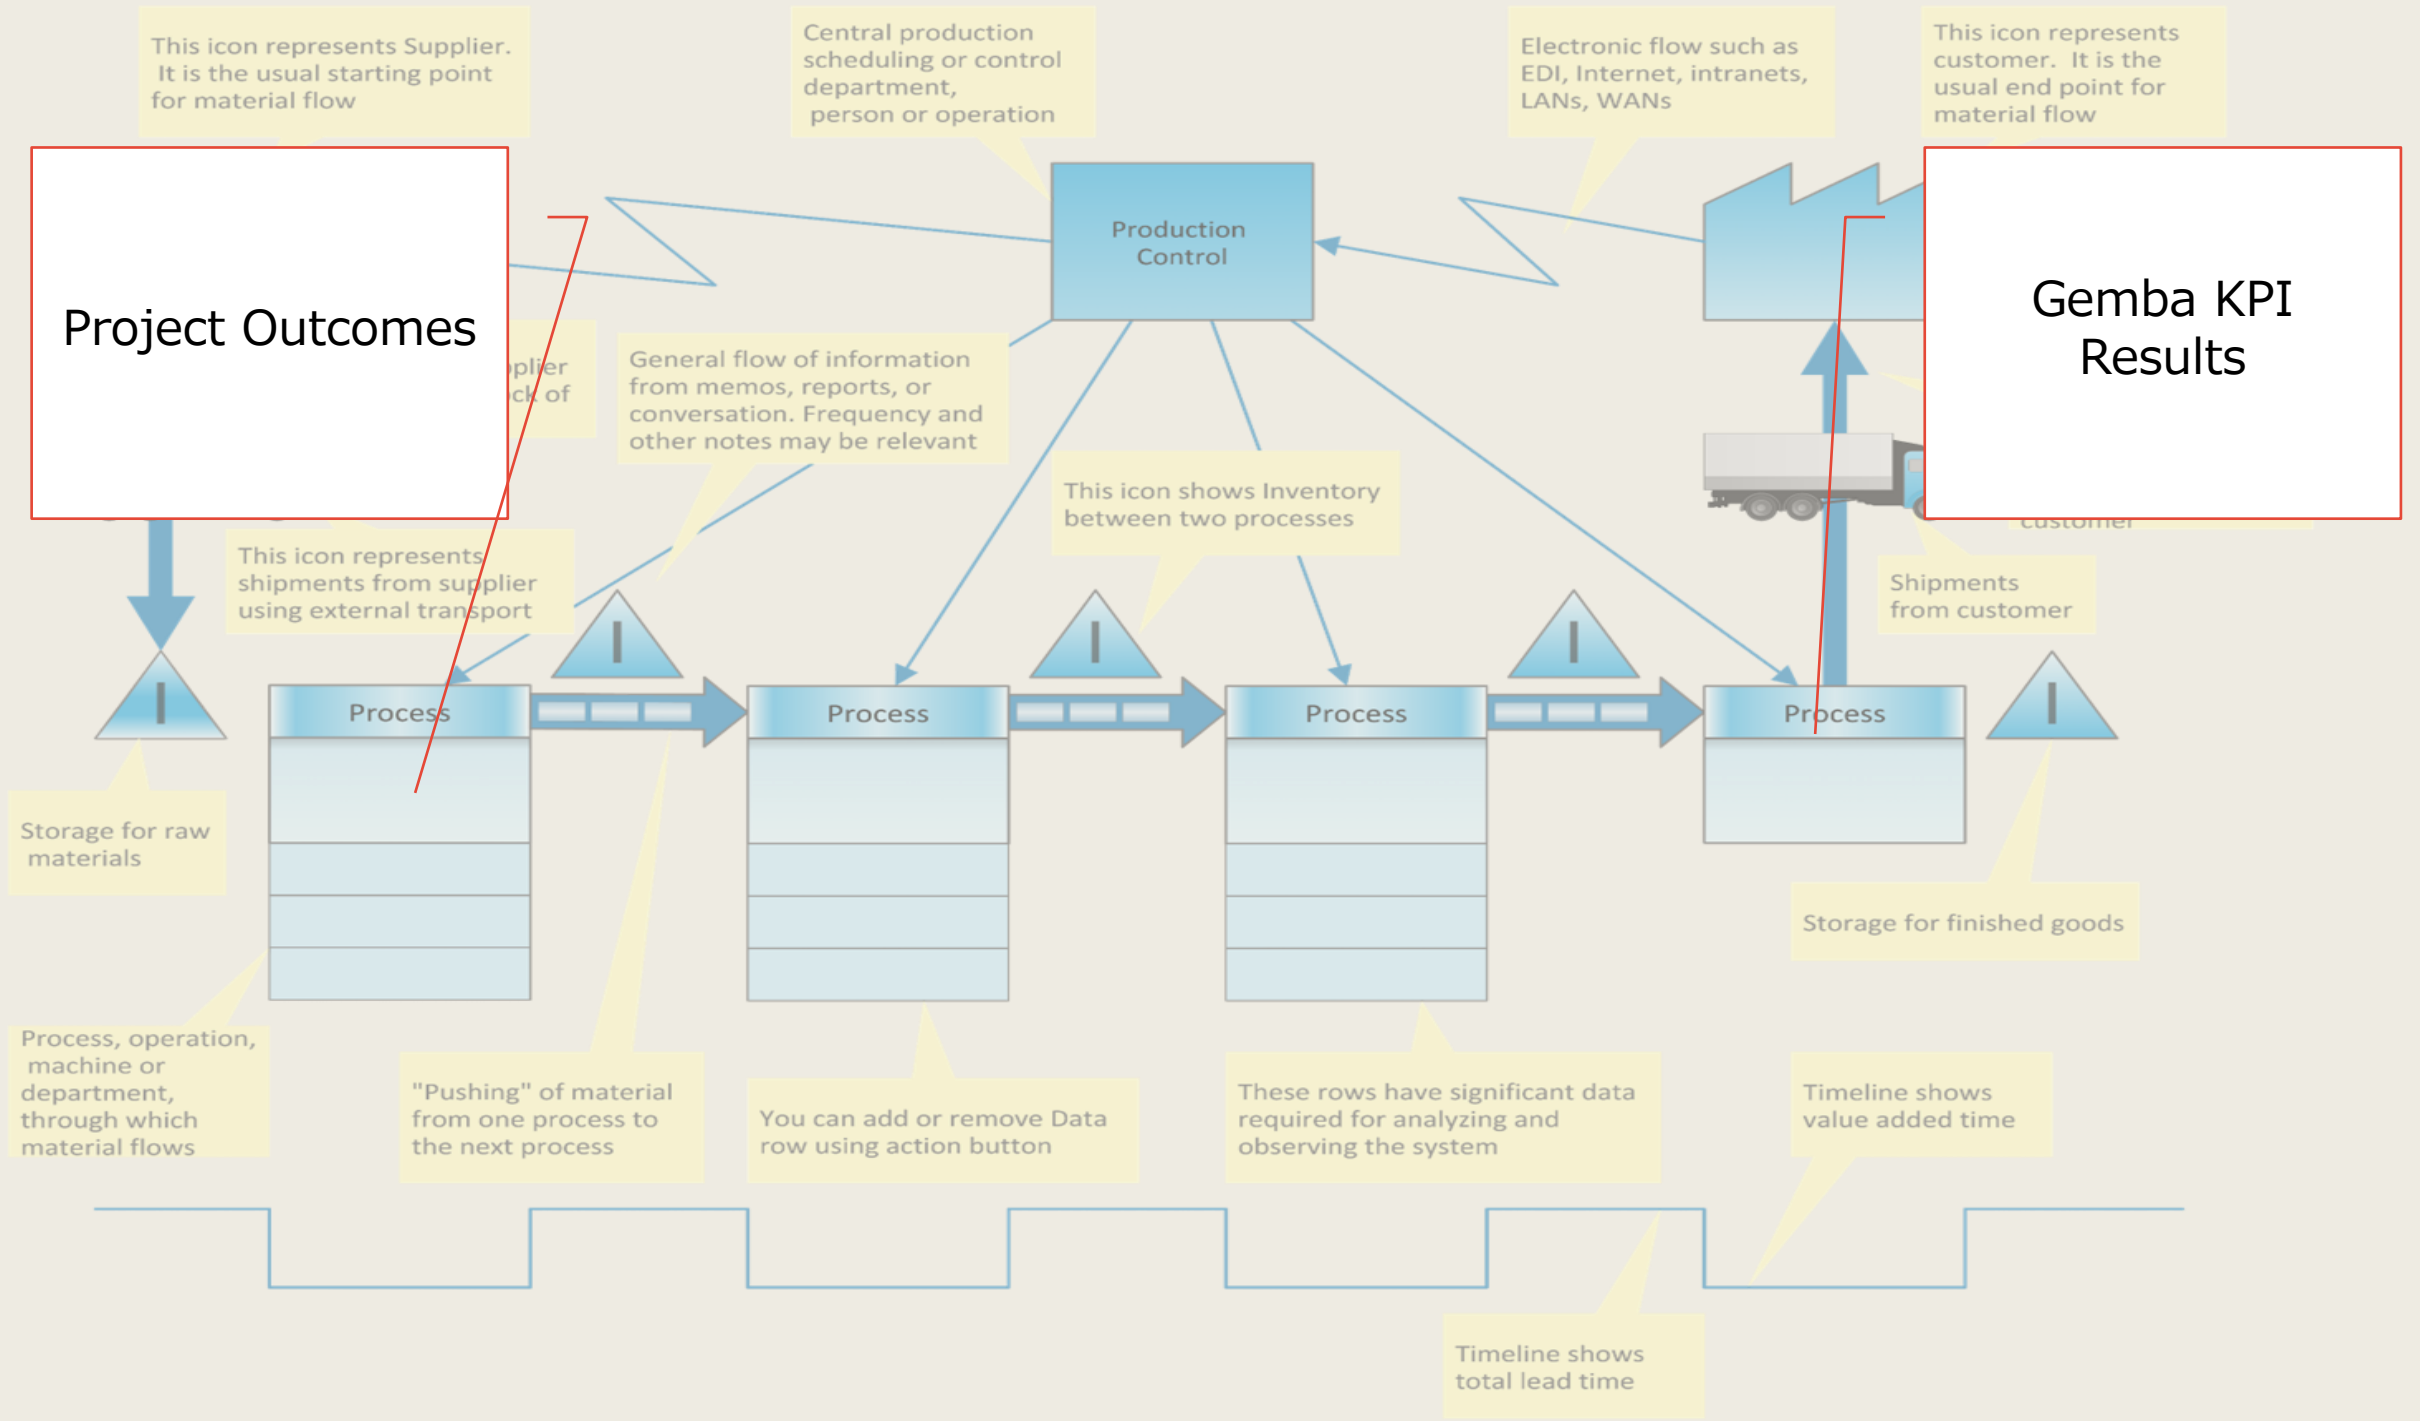 This icon represents Supplier.
It is the usual starting point
for material flow
Central production
scheduling or control
department,
person or operation
Electronic flow such as
EDI, Internet, intranets,
LANs, WANs
This icon represents
customer. It is the
usual end point for
material flow
Project Outcomes
Production
Control
Gemba KPI
Results
General flow of information
from memos, reports, or
conversation. Frequency and
other notes may be relevant
This icon shows Inventory
between two processes
of
customer
This icon represents
shipments from supplier
using external transport
Shipments
from customer
I
I
I
I
I
Process
Process
Process
Process
Storage for raw
materials
Storage for finished goods
Process, operation,
machine or
department,
through which
material flows
"Pushing" of material
from one process to
the next process
You can add or remove Data
row using action button
These rows have significant data
required for analyzing and
observing the system
Timeline shows
value added time
Timeline shows
total lead time